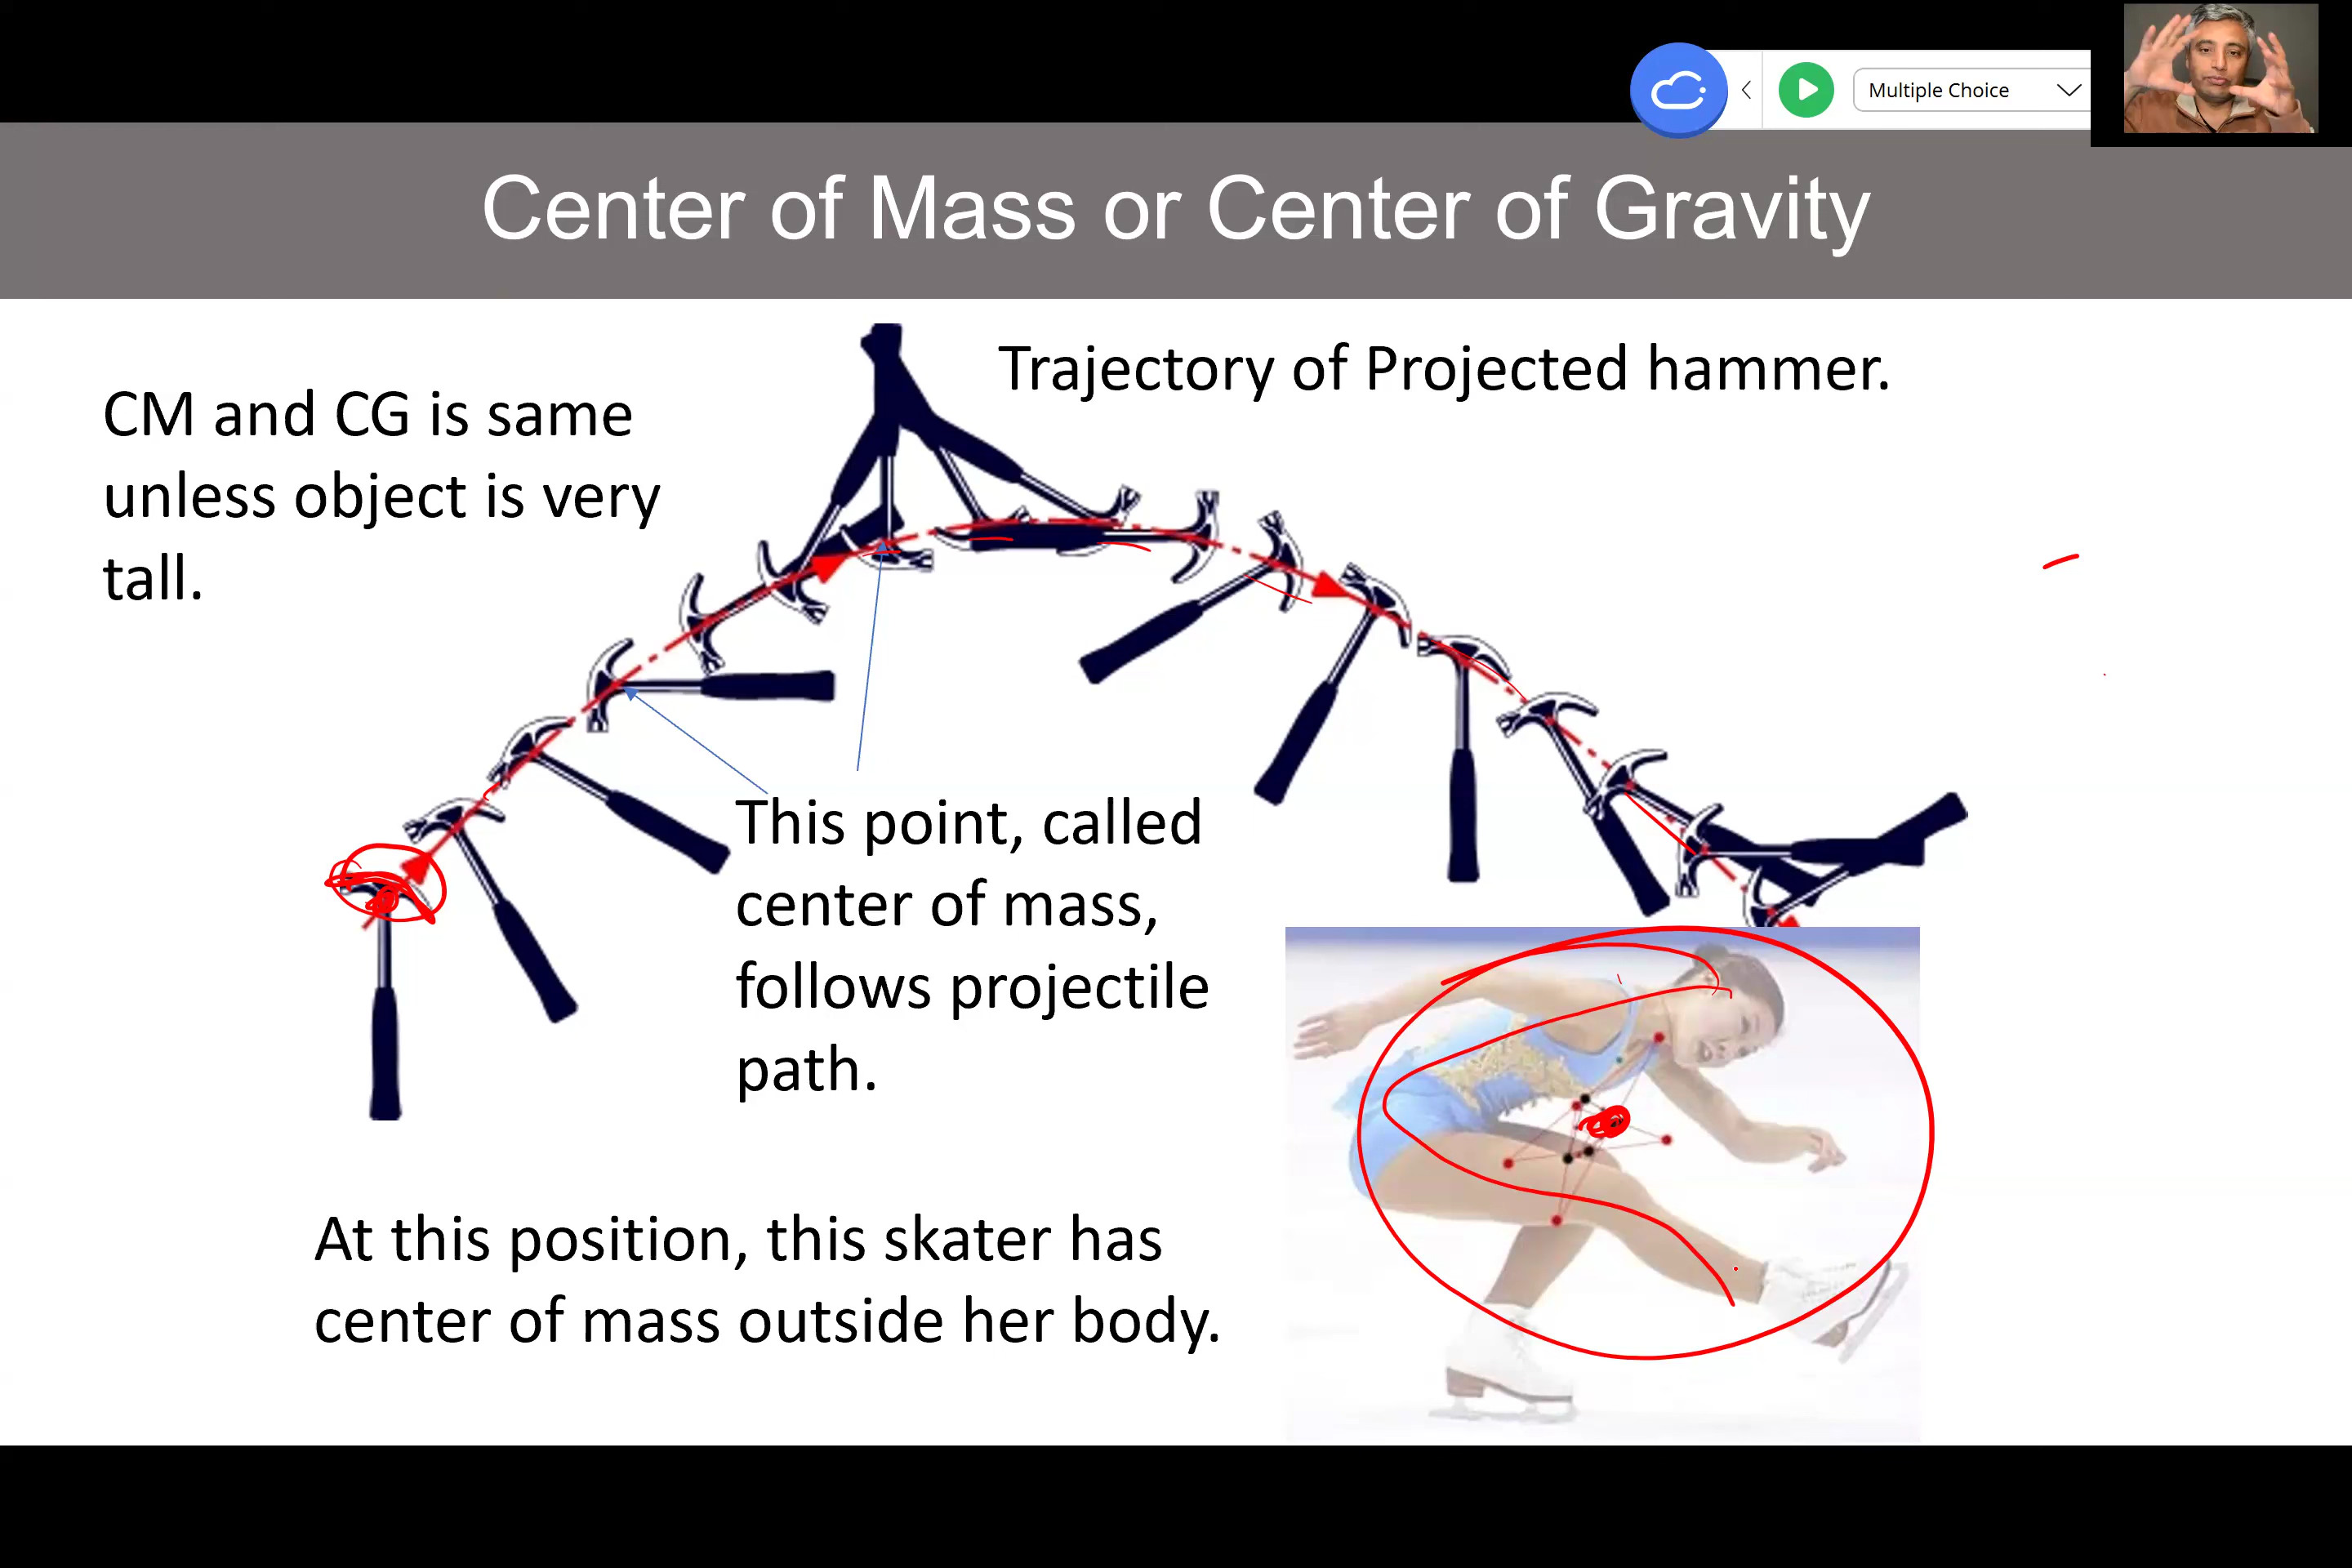 Multiple Choice
Center of Mass or Center of Gravity
Trajectory of Projected hammer.
CM and CG is same
unless object is very
tall.
This point, called
center of mass,
follows projectile
path.
At this position, this skater has
center of mass outside her body.